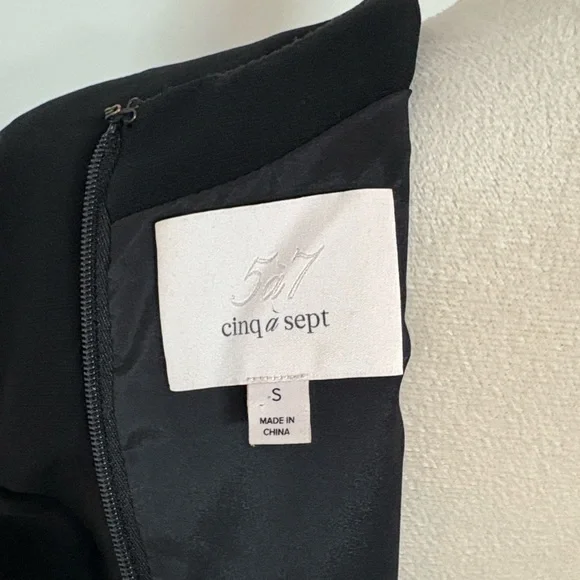 5à7
cinq à sept
S
MADE IN
CHINA